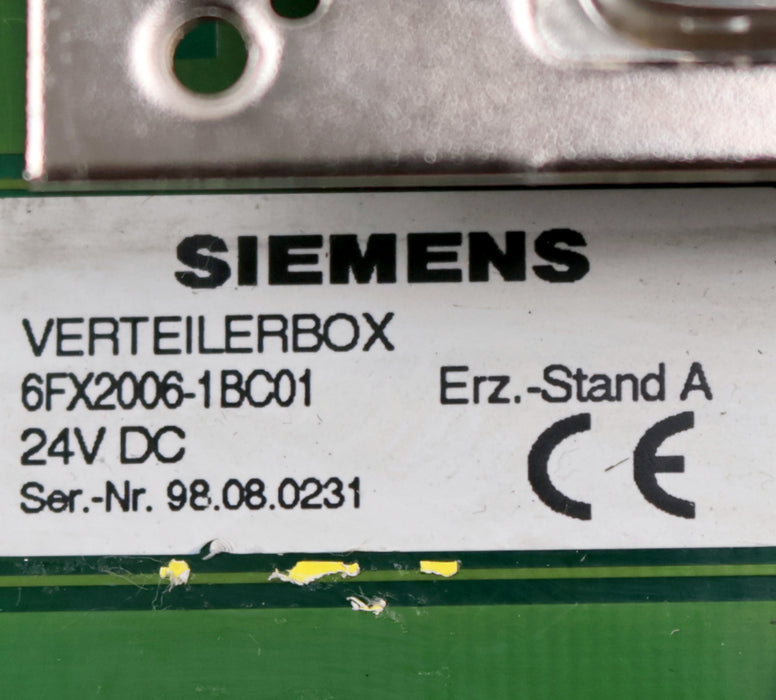 SIEMENS
VERTEILERBOX
6FX2006-1BC01 Erz.-Stand A
24V DC CE
Ser.-Nr. 98.08.0231